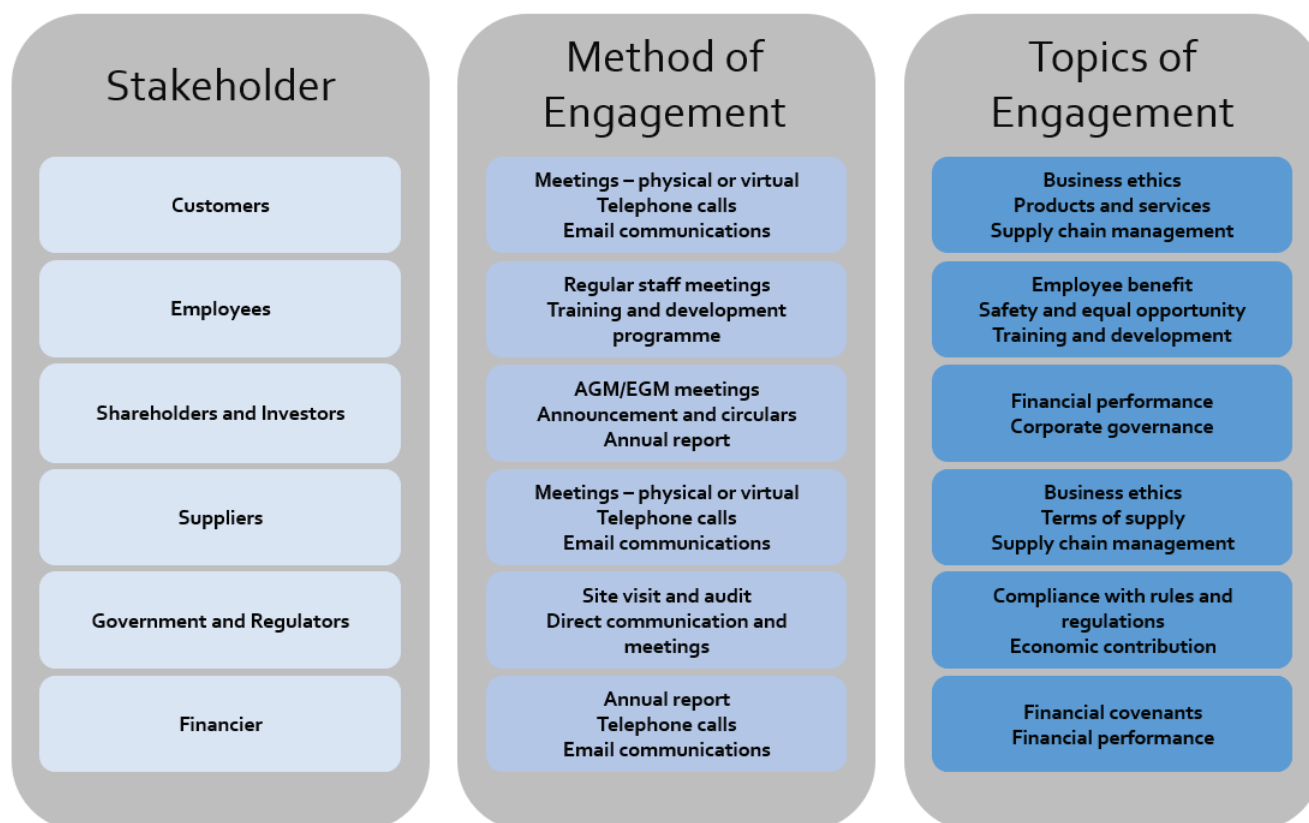 Stakeholder
Method of
Engagement
Topics of
Engagement
Customers
Meetings – physical or virtual
Telephone calls
Email communications
Business ethics
Products and services
Supply chain management
Employees
Regular staff meetings
Training and development
programme
Employee benefit
Safety and equal opportunity
Training and development
Shareholders and Investors
AGM/EGM meetings
Announcement and circulars
Annual report
Financial performance
Corporate governance
Suppliers
Meetings – physical or virtual
Telephone calls
Email communications
Business ethics
Terms of supply
Supply chain management
Government and Regulators
Site visit and audit
Direct communication and
meetings
Compliance with rules and
regulations
Economic contribution
Financier
Annual report
Telephone calls
Email communications
Financial covenants
Financial performance